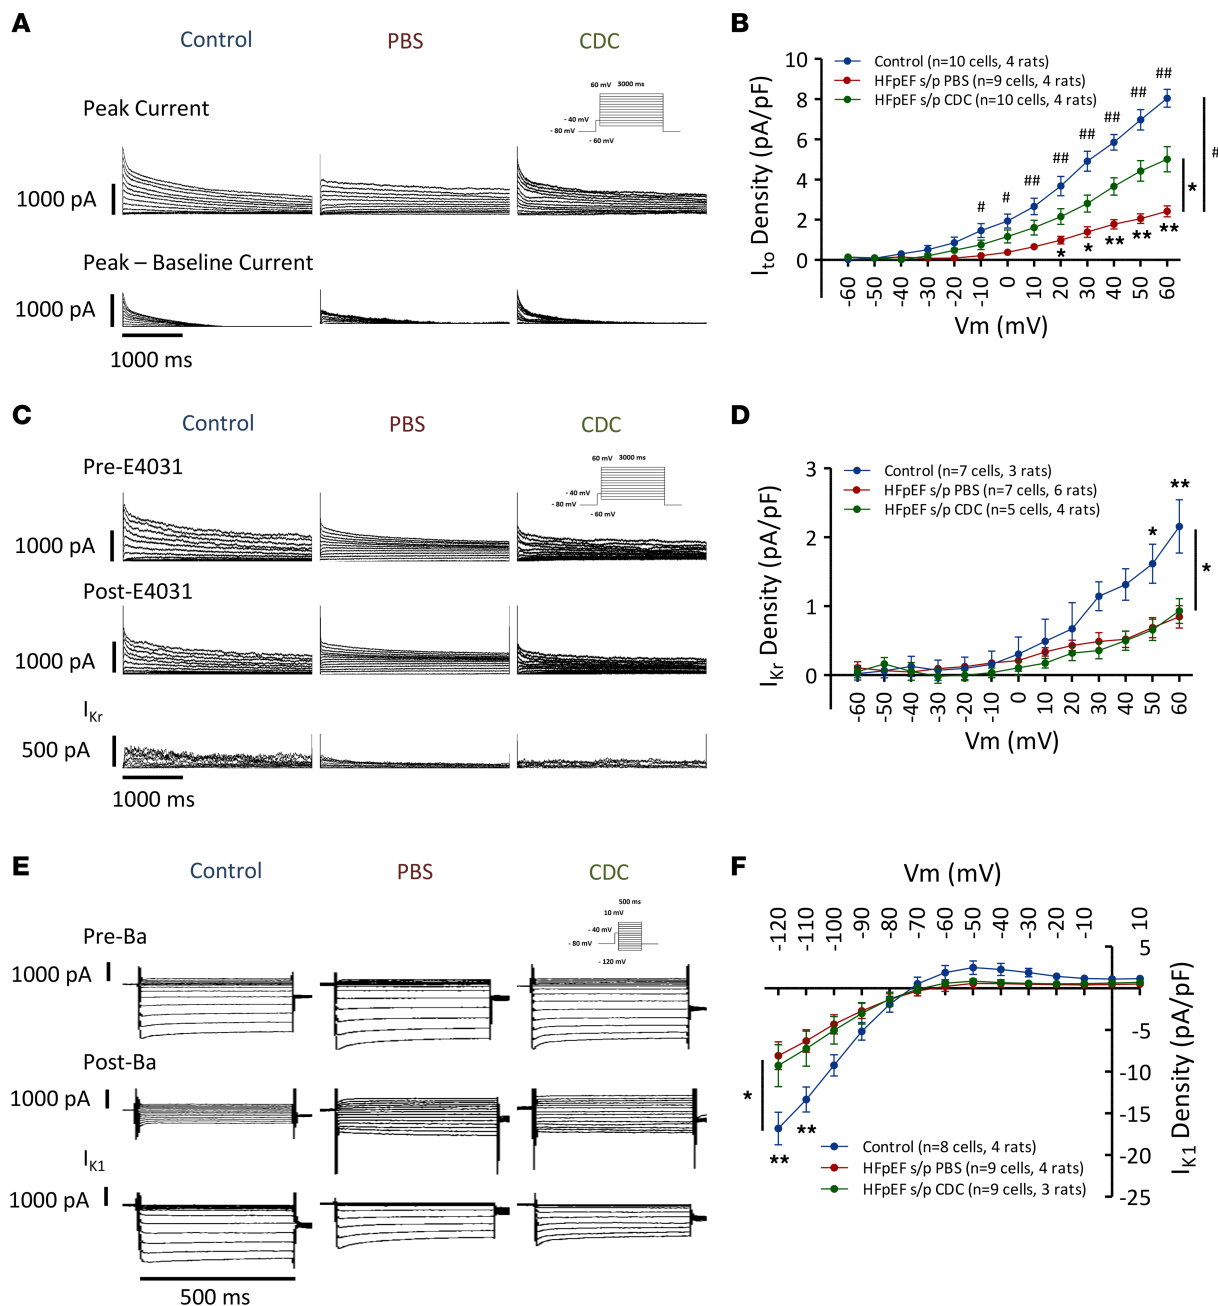 A
Control
PBS
CDC
Peak Current
60 mV
3000 ms
- 40 mV
- 80 mV
- 60 mV
1000 pA
Peak – Baseline Current
1000 pA
1000 ms
B
Ito Density (pA/pF)
10
8
6
4
2
0
Control (n=10 cells, 4 rats)
HFpEF s/p PBS (n=9 cells, 4 rats)
HFpEF s/p CDC (n=10 cells, 4 rats)
# # ## ## ## ## ## ##
* * ** ** **
*
#
-60 -50 -40 -30 -20 -10 0 10 20 30 40 50 60
Vm (mV)
C
Control
PBS
CDC
Pre-E4031
60 mV
3000 ms
- 40 mV
- 80 mV
- 60 mV
1000 pA
Post-E4031
1000 pA
IKr
500 pA
1000 ms
D
IKr Density (pA/pF)
3
2
1
0
Control (n=7 cells, 3 rats)
HFpEF s/p PBS (n=7 cells, 6 rats)
HFpEF s/p CDC (n=5 cells, 4 rats)
* **
*
-60 -50 -40 -30 -20 -10 0 10 20 30 40 50 60
Vm (mV)
E
Control
PBS
CDC
Pre-Ba
500 ms
10 mV
- 40 mV
- 80 mV
- 120 mV
1000 pA
Post-Ba
1000 pA
IK1
1000 pA
500 ms
F
Vm (mV)
-120 -110 -100 -90 -80 -70 -60 -50 -40 -30 -20 -10 10
5
-5
-10
-15
-20
-25
IK1 Density (pA/pF)
*
** **
Control (n=8 cells, 4 rats)
HFpEF s/p PBS (n=9 cells, 4 rats)
HFpEF s/p CDC (n=9 cells, 3 rats)